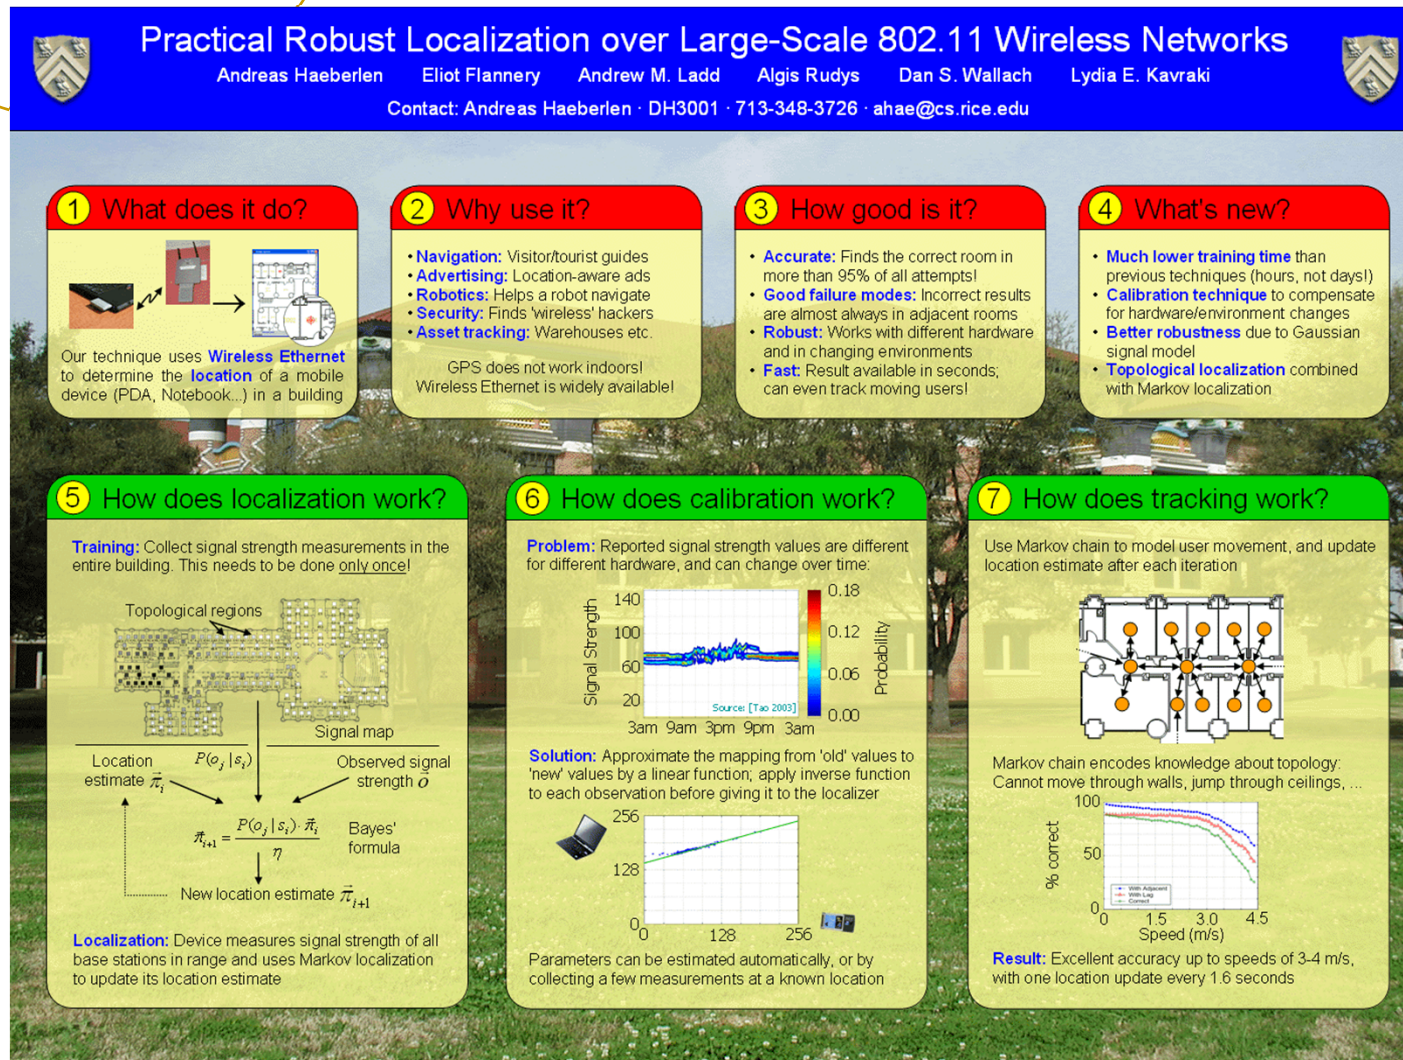 Practical Robust Localization over Large-Scale 802.11 Wireless Networks
Andreas Haeberlen Eliot Flannery Andrew M. Ladd Algis Rudys Dan S. Wallach Lydia E. Kavraki
Contact: Andreas Haeberlen · DH3001 · 713-348-3726 · ahae@cs.rice.edu
1 What does it do?
Our technique uses Wireless Ethernet
to determine the location of a mobile
device (PDA, Notebook...) in a building
2 Why use it?
• Navigation: Visitor/tourist guides
• Advertising: Location-aware ads
• Robotics: Helps a robot navigate
• Security: Finds 'wireless' hackers
• Asset tracking: Warehouses etc.
GPS does not work indoors!
Wireless Ethernet is widely available!
3 How good is it?
• Accurate: Finds the correct room in
more than 95% of all attempts!
• Good failure modes: Incorrect results
are almost always in adjacent rooms
• Robust: Works with different hardware
and in changing environments
• Fast: Result available in seconds;
can even track moving users!
4 What's new?
• Much lower training time than
previous techniques (hours, not days!)
• Calibration technique to compensate
for hardware/environment changes
• Better robustness due to Gaussian
signal model
• Topological localization combined
with Markov localization
5 How does localization work?
Training: Collect signal strength measurements in the
entire building. This needs to be done only once!
Topological regions
Signal map
Location
estimate π⃗i
P(oj | si)
Observed signal
strength o⃗
π⃗i+1 = P(oj | si) · π⃗i / η
Bayes'
formula
New location estimate π⃗i+1
Localization: Device measures signal strength of all
base stations in range and uses Markov localization
to update its location estimate
6 How does calibration work?
Problem: Reported signal strength values are different
for different hardware, and can change over time:
Signal Strength
140
100
60
20
3am 9am 3pm 9pm 3am
Source: [Tao 2003]
0.18
0.12
0.06
0.00
Probability
Solution: Approximate the mapping from 'old' values to
'new' values by a linear function; apply inverse function
to each observation before giving it to the localizer
256
128
0
0 128 256
Parameters can be estimated automatically, or by
collecting a few measurements at a known location
7 How does tracking work?
Use Markov chain to model user movement, and update
location estimate after each iteration
Markov chain encodes knowledge about topology:
Cannot move through walls, jump through ceilings, ...
% correct
100
50
0
With Adjacent
With Lag
Correct
0 1.5 3.0 4.5
Speed (m/s)
Result: Excellent accuracy up to speeds of 3-4 m/s,
with one location update every 1.6 seconds